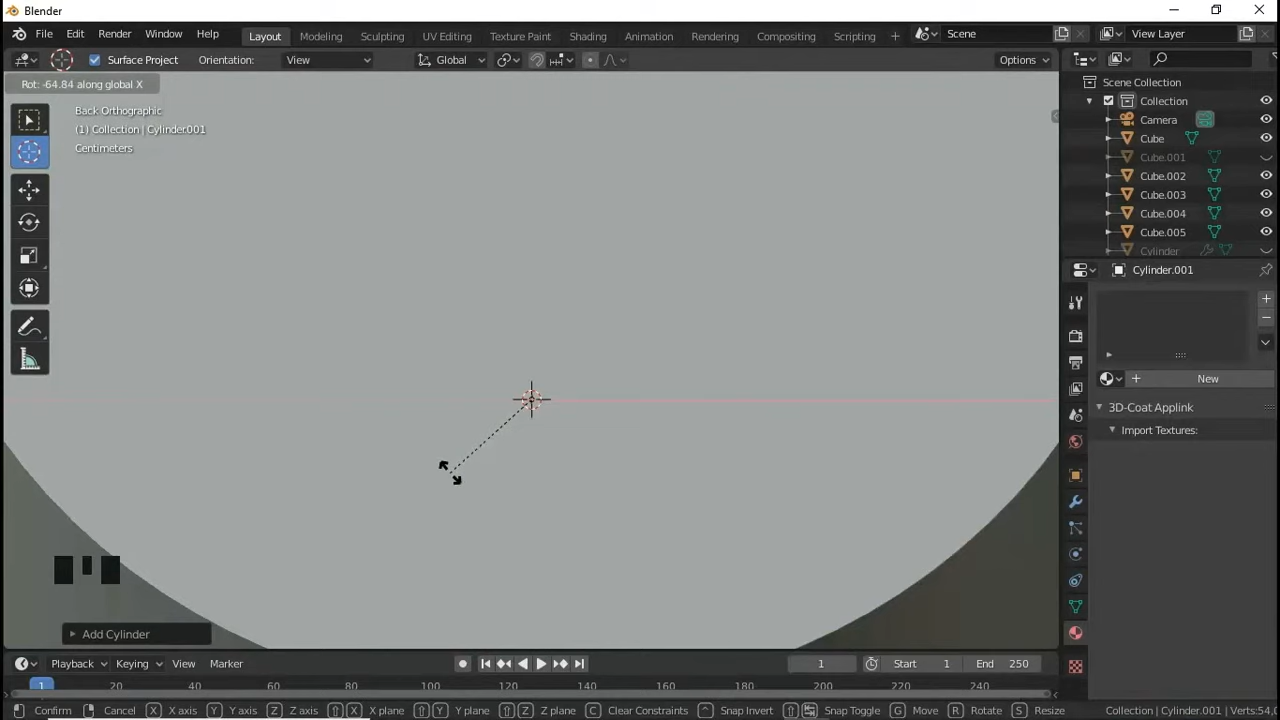 Blender
File Edit Render Window Help Layout Modeling Sculpting UV Editing Texture Paint Shading Animation Rendering Compositing Scripting + Scene View Layer
Surface Project Orientation: View Global Options
Rot: -64.84 along global X
Back Orthographic
(1) Collection | Cylinder001
Centimeters
Scene Collection
Collection
Camera
Cube
Cube.001
Cube.002
Cube.003
Cube.004
Cube.005
Cylinder
Cylinder.001
New
3D-Coat Applink
Import Textures:
Add Cylinder
Playback Keying View Marker 1 Start 1 End 250
1 20 40 60 80 100 120 140 160 180 200 220 240
Confirm Cancel X X axis Y Y axis Z Z axis X X plane Y Y plane Z Z plane C Clear Constraints Snap Invert Snap Toggle G Move R Rotate S Resize Collection | Cylinder.001 | Verts:54,0